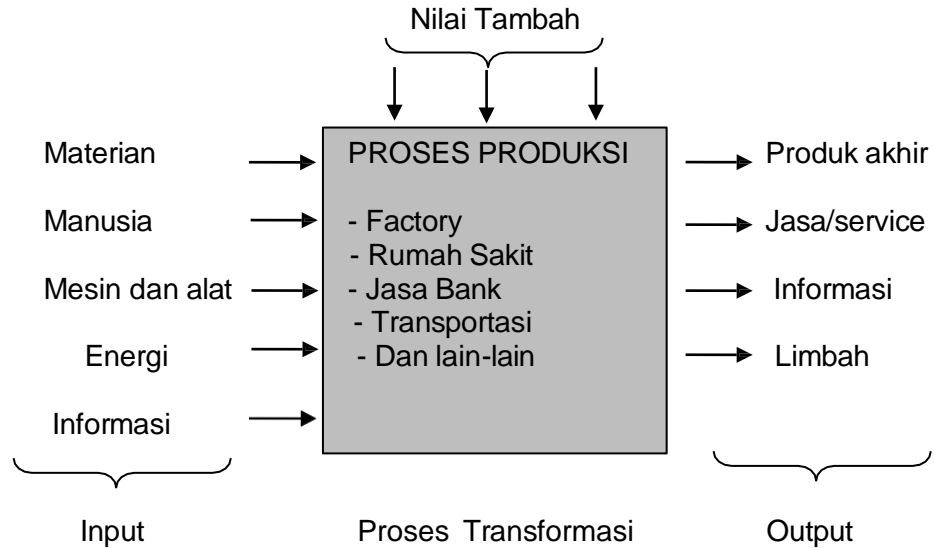 Nilai Tambah
Materian
Manusia
Mesin dan alat
Energi
Informasi
PROSES PRODUKSI
- Factory
- Rumah Sakit
- Jasa Bank
- Transportasi
- Dan lain-lain
Produk akhir
Jasa/service
Informasi
Limbah
Input
Proses Transformasi
Output